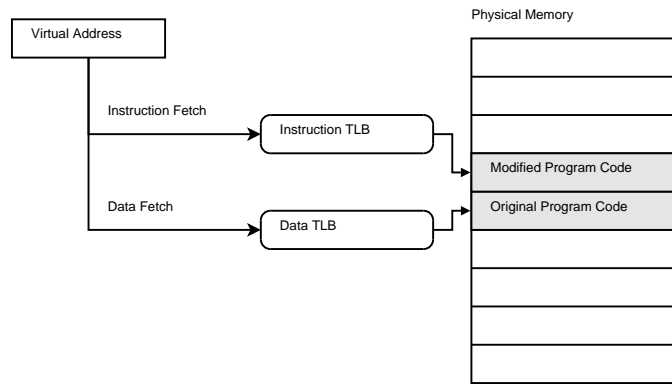 Physical Memory
Virtual Address
Instruction Fetch
Instruction TLB
Modified Program Code
Data Fetch
Original Program Code
Data TLB